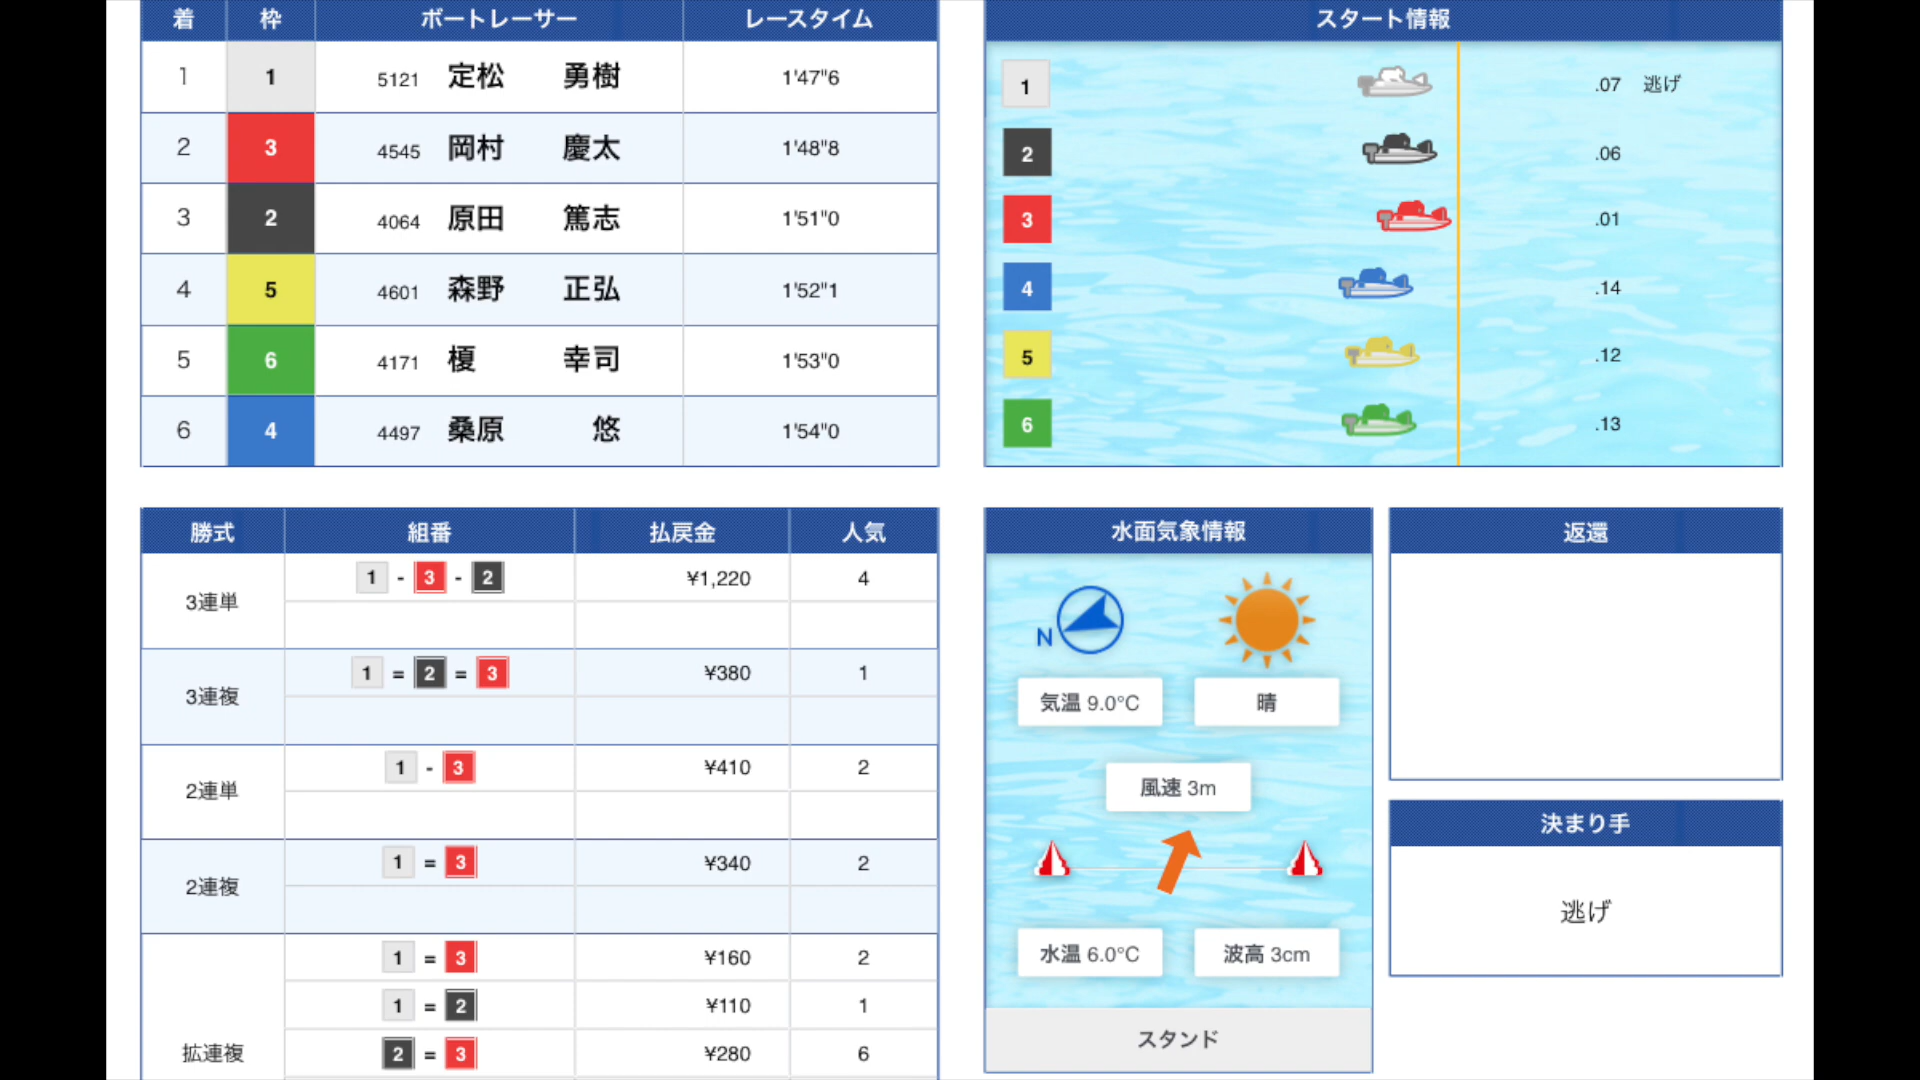 着 枠 ボートレーサー レースタイム
1 1 5121 定松 勇樹 1'47"6
2 3 4545 岡村 慶太 1'48"8
3 2 4064 原田 篤志 1'51"0
4 5 4601 森野 正弘 1'52"1
5 6 4171 榎 幸司 1'53"0
6 4 4497 桑原 悠 1'54"0
スタート情報
1 .07 逃げ
2 .06
3 .01
4 .14
5 .12
6 .13
勝式 組番 払戻金 人気
3連単 1 - 3 - 2 ¥1,220 4
3連複 1 = 2 = 3 ¥380 1
2連単 1 - 3 ¥410 2
2連複 1 = 3 ¥340 2
拡連複 1 = 3 ¥160 2
1 = 2 ¥110 1
2 = 3 ¥280 6
水面気象情報
N
気温 9.0℃ 晴
風速 3m
水温 6.0℃ 波高 3cm
スタンド
返還
決まり手
逃げ